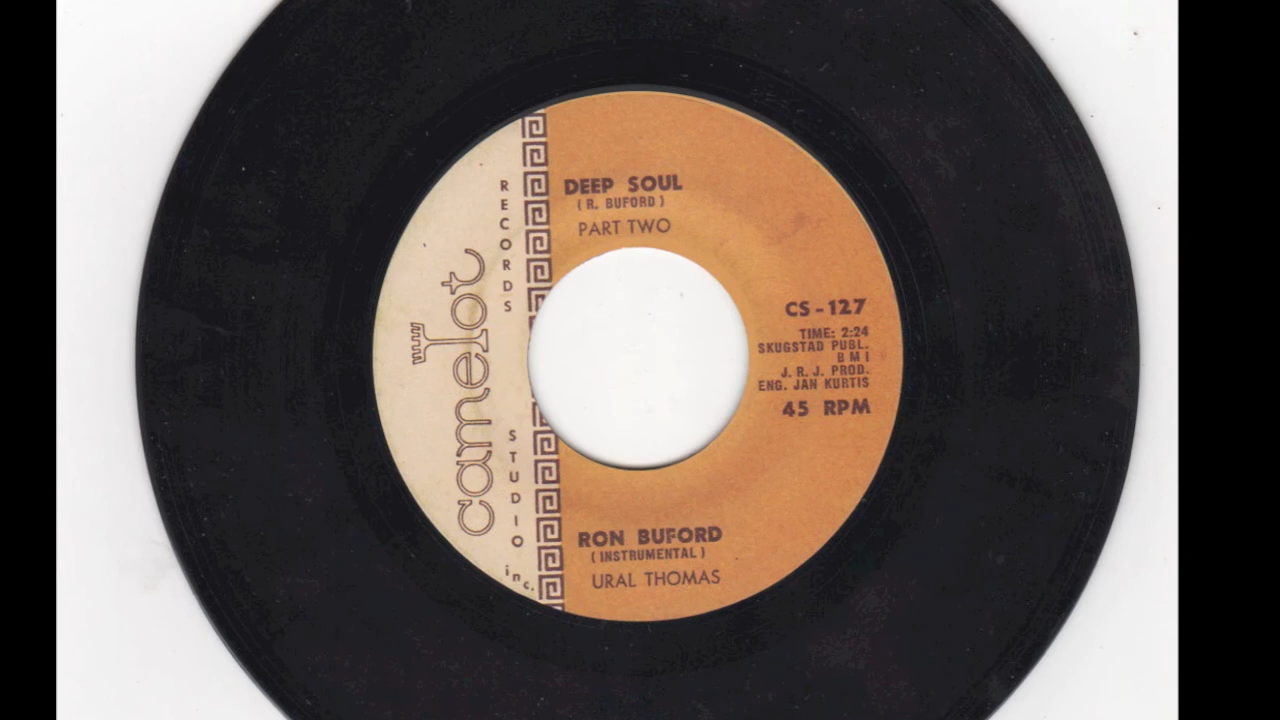 camelot
RECORDS
STUDIO inc.
DEEP SOUL
( R. BUFORD )
PART TWO
CS - 127
TIME: 2:24
SKUGSTAD PUBL.
B M I
J. R. J. PROD.
ENG. JAN KURTIS
45 RPM
RON BUFORD
( INSTRUMENTAL )
URAL THOMAS